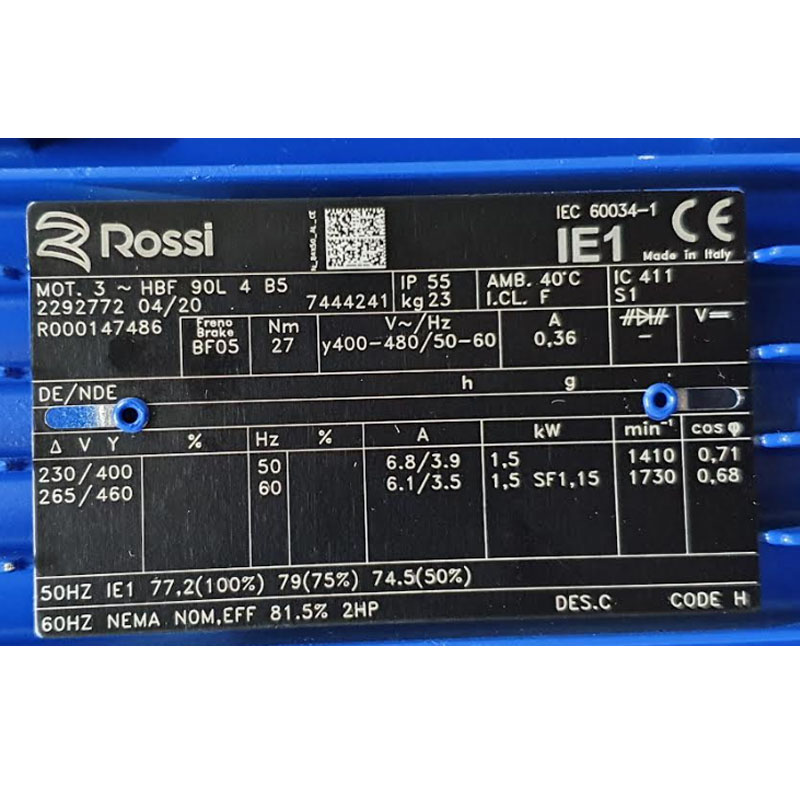 Rossi
IEC 60034-1 CE
IE1 Made in Italy
MOT. 3 ~ HBF 90L 4 B5 IP 55 AMB. 40°C IC 411
2292772 04/20 7444241 kg 23 I.CL. F S1
R000147486 Freno Brake BF05 Nm 27 V~/Hz y400-480/50-60 A 0,36 – V⎓
DE/NDE h g
Δ V Y % Hz % A kW min⁻¹ cos φ
230/400 50 6.8/3.9 1,5 1410 0,71
265/460 60 6.1/3.5 1,5 SF1,15 1730 0,68
50HZ IE1 77,2(100%) 79(75%) 74.5(50%)
60HZ NEMA NOM,EFF 81.5% 2HP DES.C CODE H